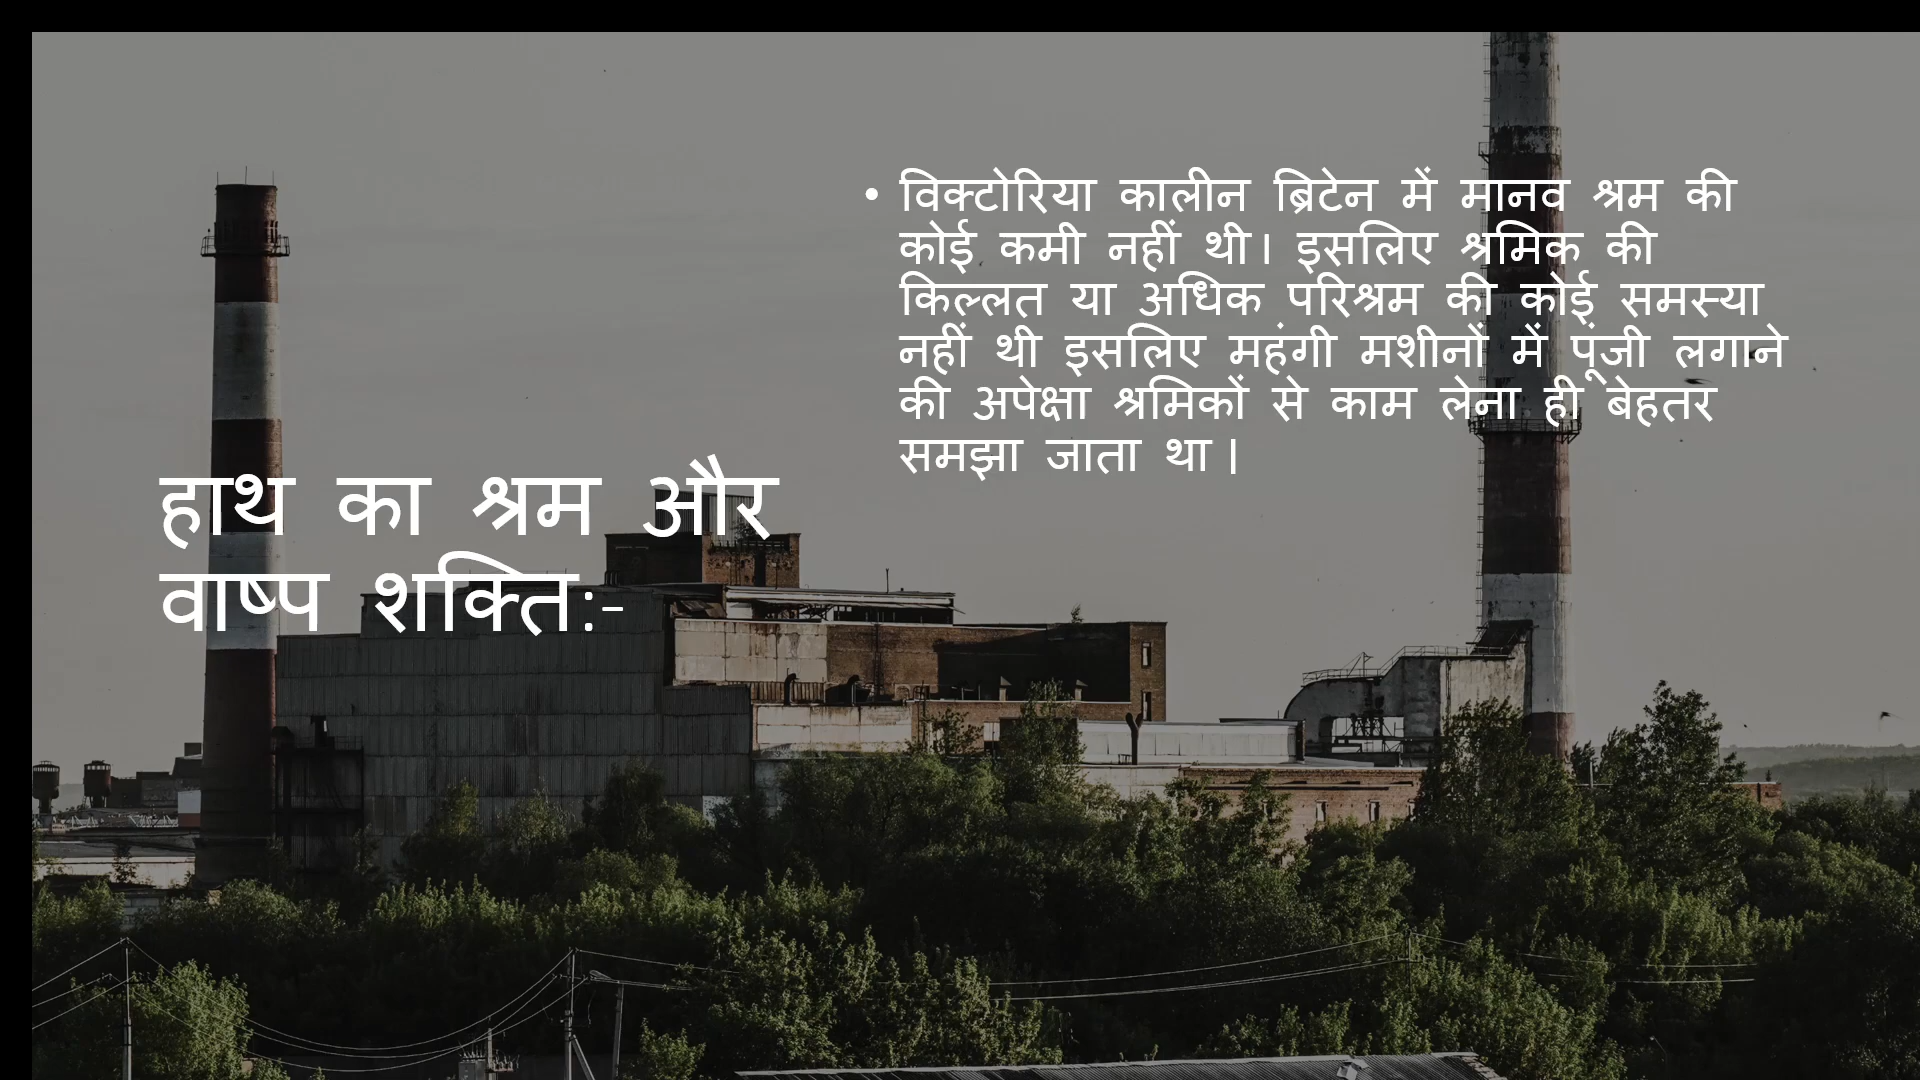 हाथ का श्रम और
वाष्प शक्ति:-
• विक्टोरिया कालीन ब्रिटेन में मानव श्रम की
कोई कमी नहीं थी। इसलिए श्रमिक की
किल्लत या अधिक परिश्रम की कोई समस्या
नहीं थी इसलिए महंगी मशीनों में पूंजी लगाने
की अपेक्षा श्रमिकों से काम लेना ही बेहतर
समझा जाता था ।